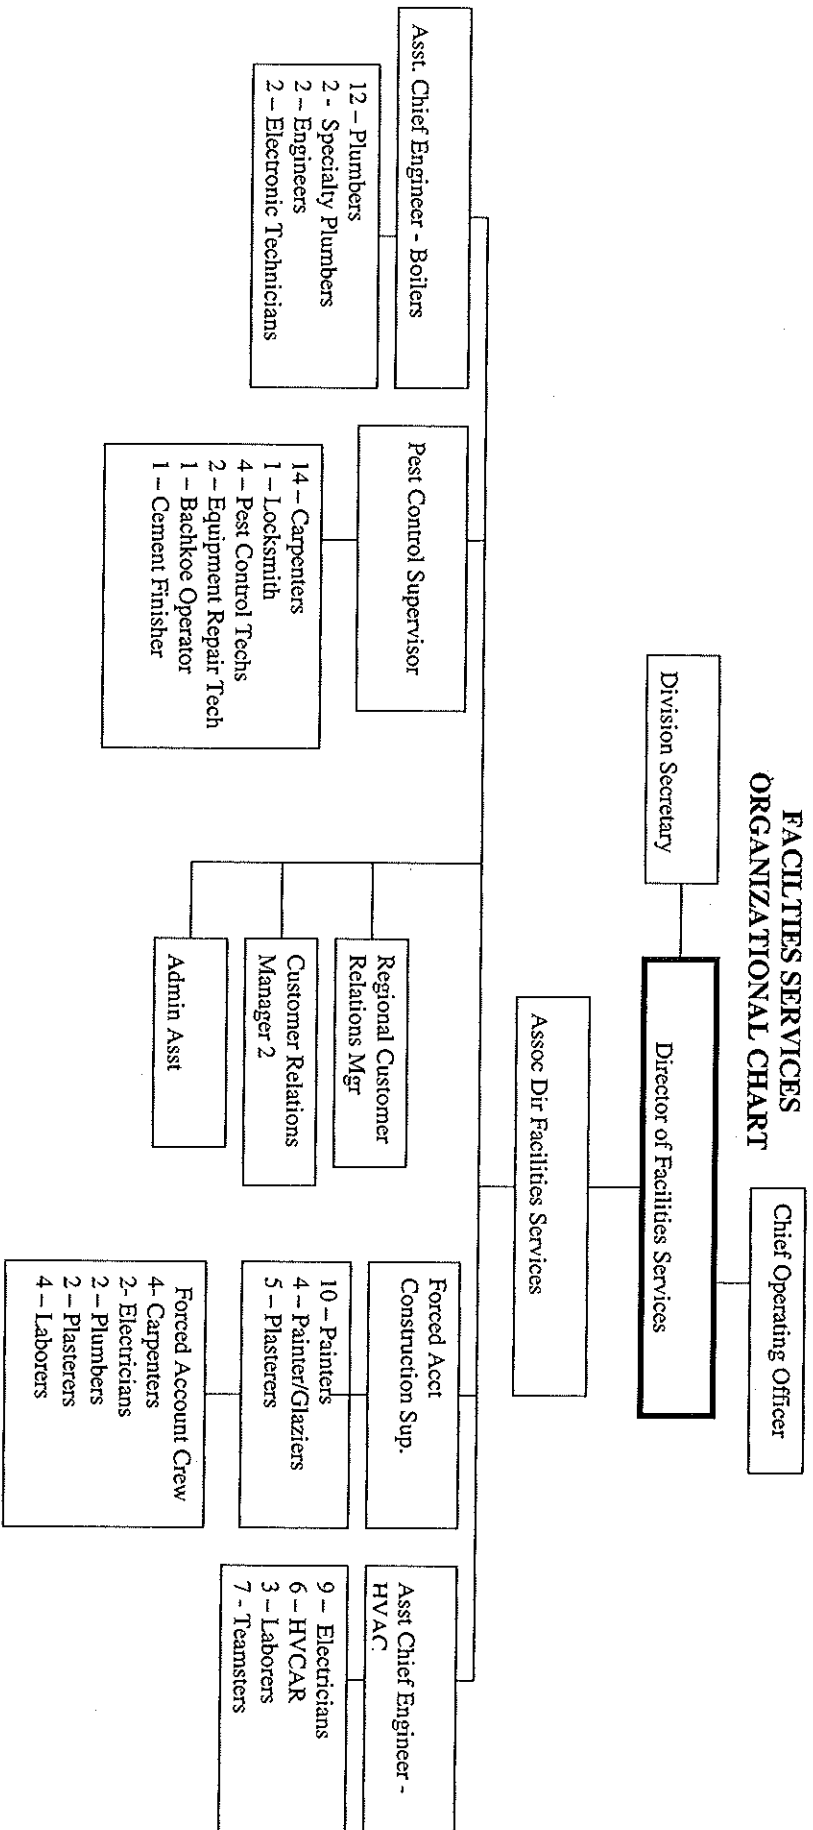 FACILTIES SERVICES
ORGANIZATIONAL CHART
Chief Operating Officer
Division Secretary
Director of Facilities Services
Assoc Dir Facilities Services
Asst. Chief Engineer - Boilers
12 – Plumbers
2 - Specialty Plumbers
2 – Engineers
2 – Electronic Technicians
Pest Control Supervisor
14 – Carpenters
1 – Locksmith
4 – Pest Control Techs
2 – Equipment Repair Tech
1 – Bachkoe Operator
1 – Cement Finisher
Regional Customer
Relations Mgr
Customer Relations
Manager 2
Admin Asst
Forced Acct
Construction Sup.
10 – Painters
4 – Painter/Glaziers
5 – Plasterers
Forced Account Crew
4- Carpenters
2- Electricians
2 – Plumbers
2 – Plasterers
4 – Laborers
Asst Chief Engineer -
HVAC
9 – Electricians
6 – HVCAR
3 – Laborers
7 - Teamsters